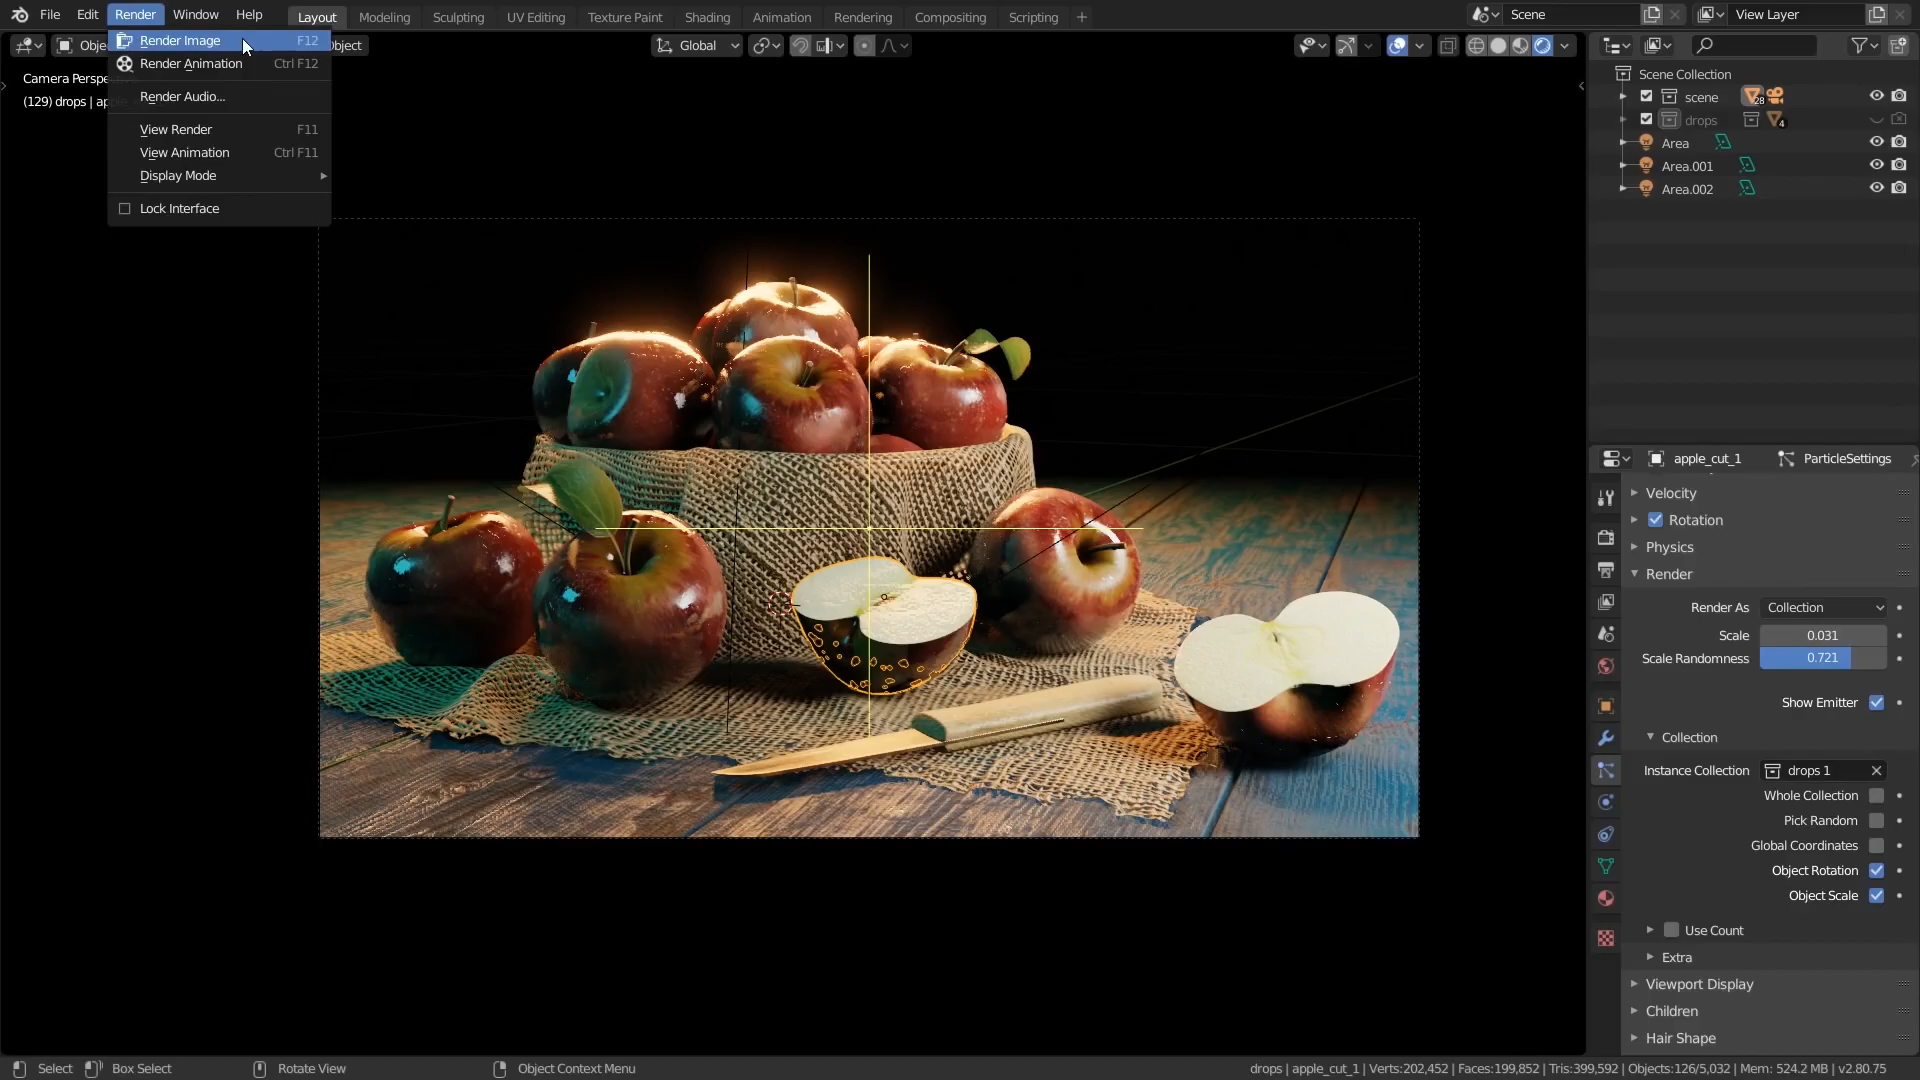 File Edit Render Window Help Layout Modeling Sculpting UV Editing Texture Paint Shading Animation Rendering Compositing Scripting + Scene View Layer
Render Image F12
Render Animation Ctrl F12
Render Audio...
View Render F11
View Animation Ctrl F11
Display Mode
Lock Interface
Global
Camera Perspe
(129) drops |
Scene Collection
scene 28
drops 4
Area
Area.001
Area.002
apple_cut_1 ParticleSettings
Velocity
Rotation
Physics
Render
Render As Collection
Scale 0.031
Scale Randomness 0.721
Show Emitter
Collection
Instance Collection drops 1
Whole Collection
Pick Random
Global Coordinates
Object Rotation
Object Scale
Use Count
Extra
Viewport Display
Children
Hair Shape
Select Box Select Rotate View Object Context Menu drops | apple_cut_1 | Verts:202,452 | Faces:199,852 | Tris:399,592 | Objects:126/5,032 | Mem: 524.2 MB | v2.80.75